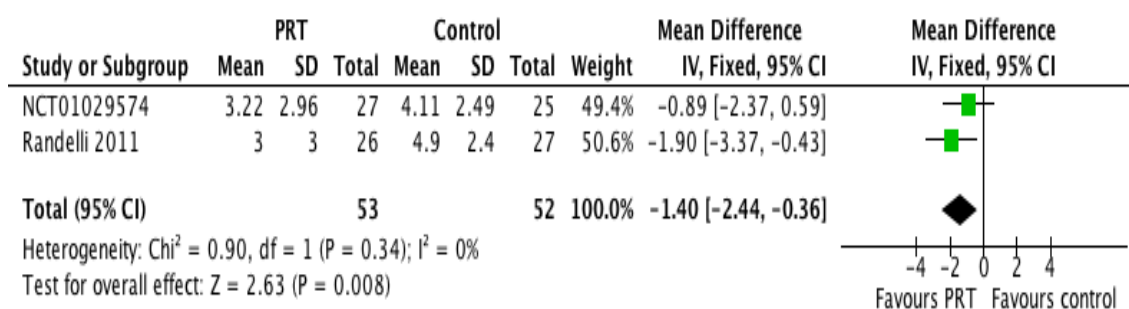 PRT Control Mean Difference Mean Difference
Study or Subgroup Mean SD Total Mean SD Total Weight IV, Fixed, 95% CI IV, Fixed, 95% CI
NCT01029574 3.22 2.96 27 4.11 2.49 25 49.4% −0.89 [−2.37, 0.59]
Randelli 2011 3 3 26 4.9 2.4 27 50.6% −1.90 [−3.37, −0.43]
Total (95% CI) 53 52 100.0% −1.40 [−2.44, −0.36]
Heterogeneity: Chi² = 0.90, df = 1 (P = 0.34); I² = 0%
Test for overall effect: Z = 2.63 (P = 0.008)
−4 −2 0 2 4
Favours PRT Favours control